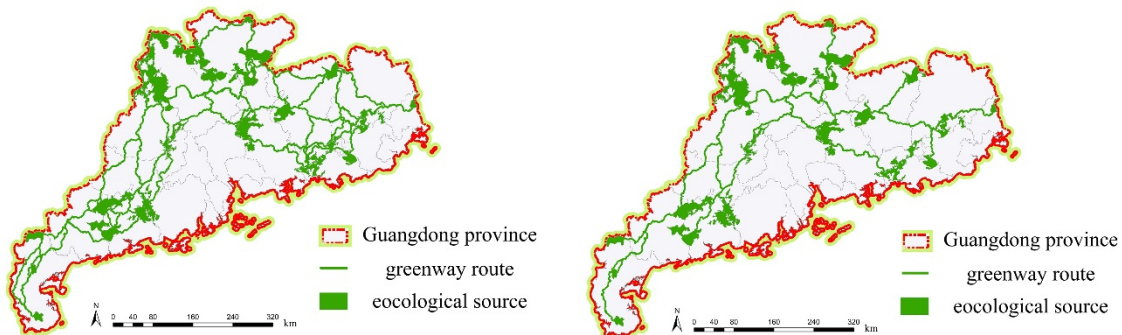 Guangdong province
greenway route
eocological source
N
0 40 80 160 240 320
km
Guangdong province
greenway route
eocological source
N
0 40 80 160 240 320
km